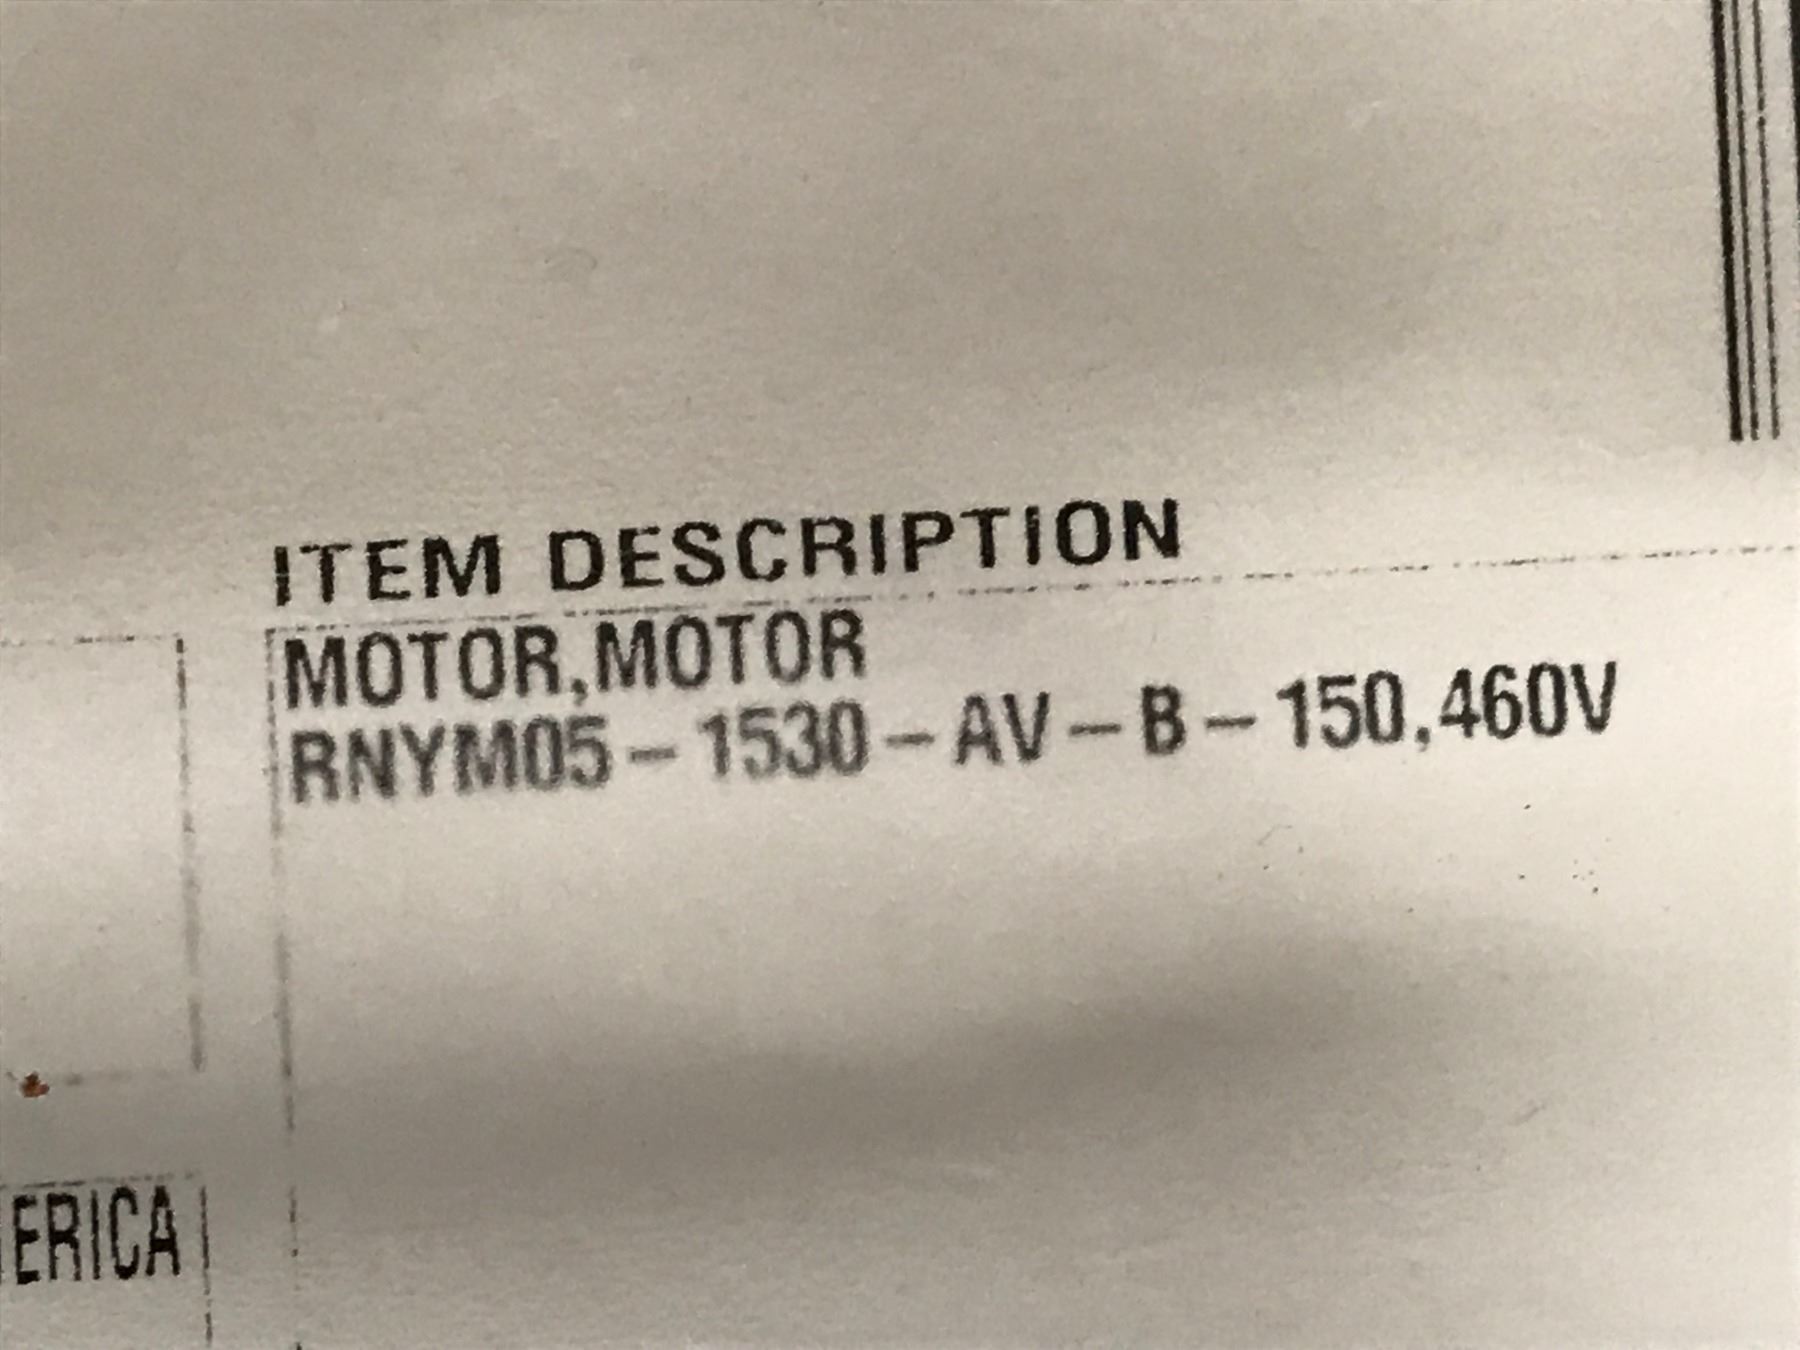 ITEM DESCRIPTION
MOTOR,MOTOR
RNYM05-1530-AV-B-150,460V
ERICA